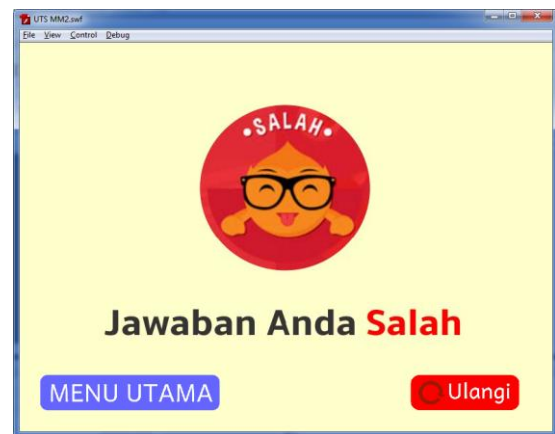 UTS MM2.swf
File View Control Debug
•SALAH•
Jawaban Anda Salah
MENU UTAMA
Ulangi